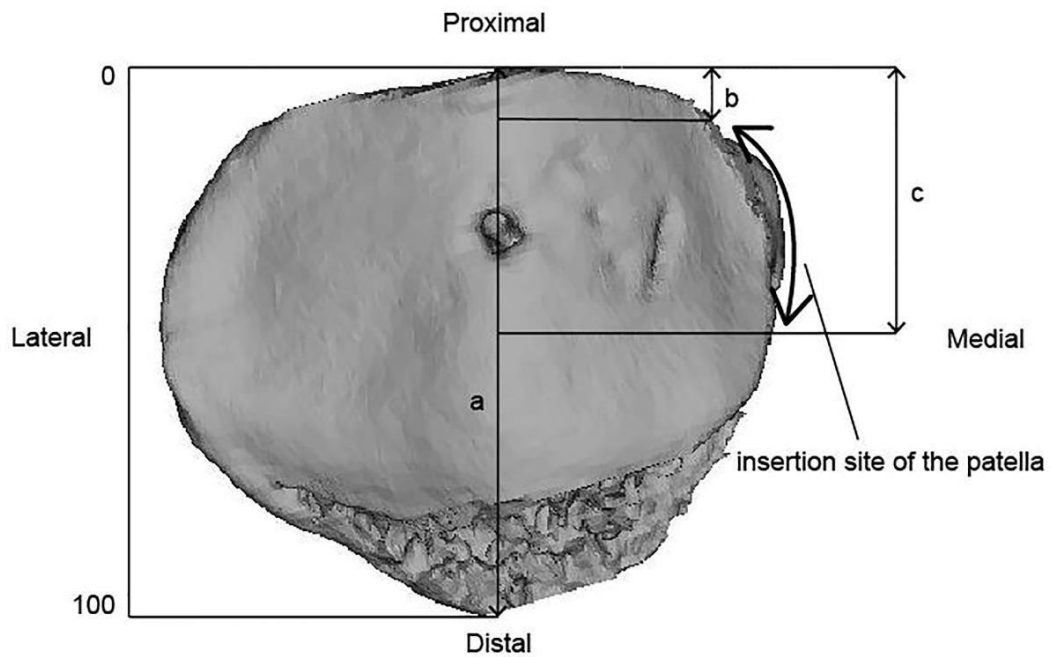 Proximal
0
b
c
Lateral
Medial
a
insertion site of the patella
100
Distal